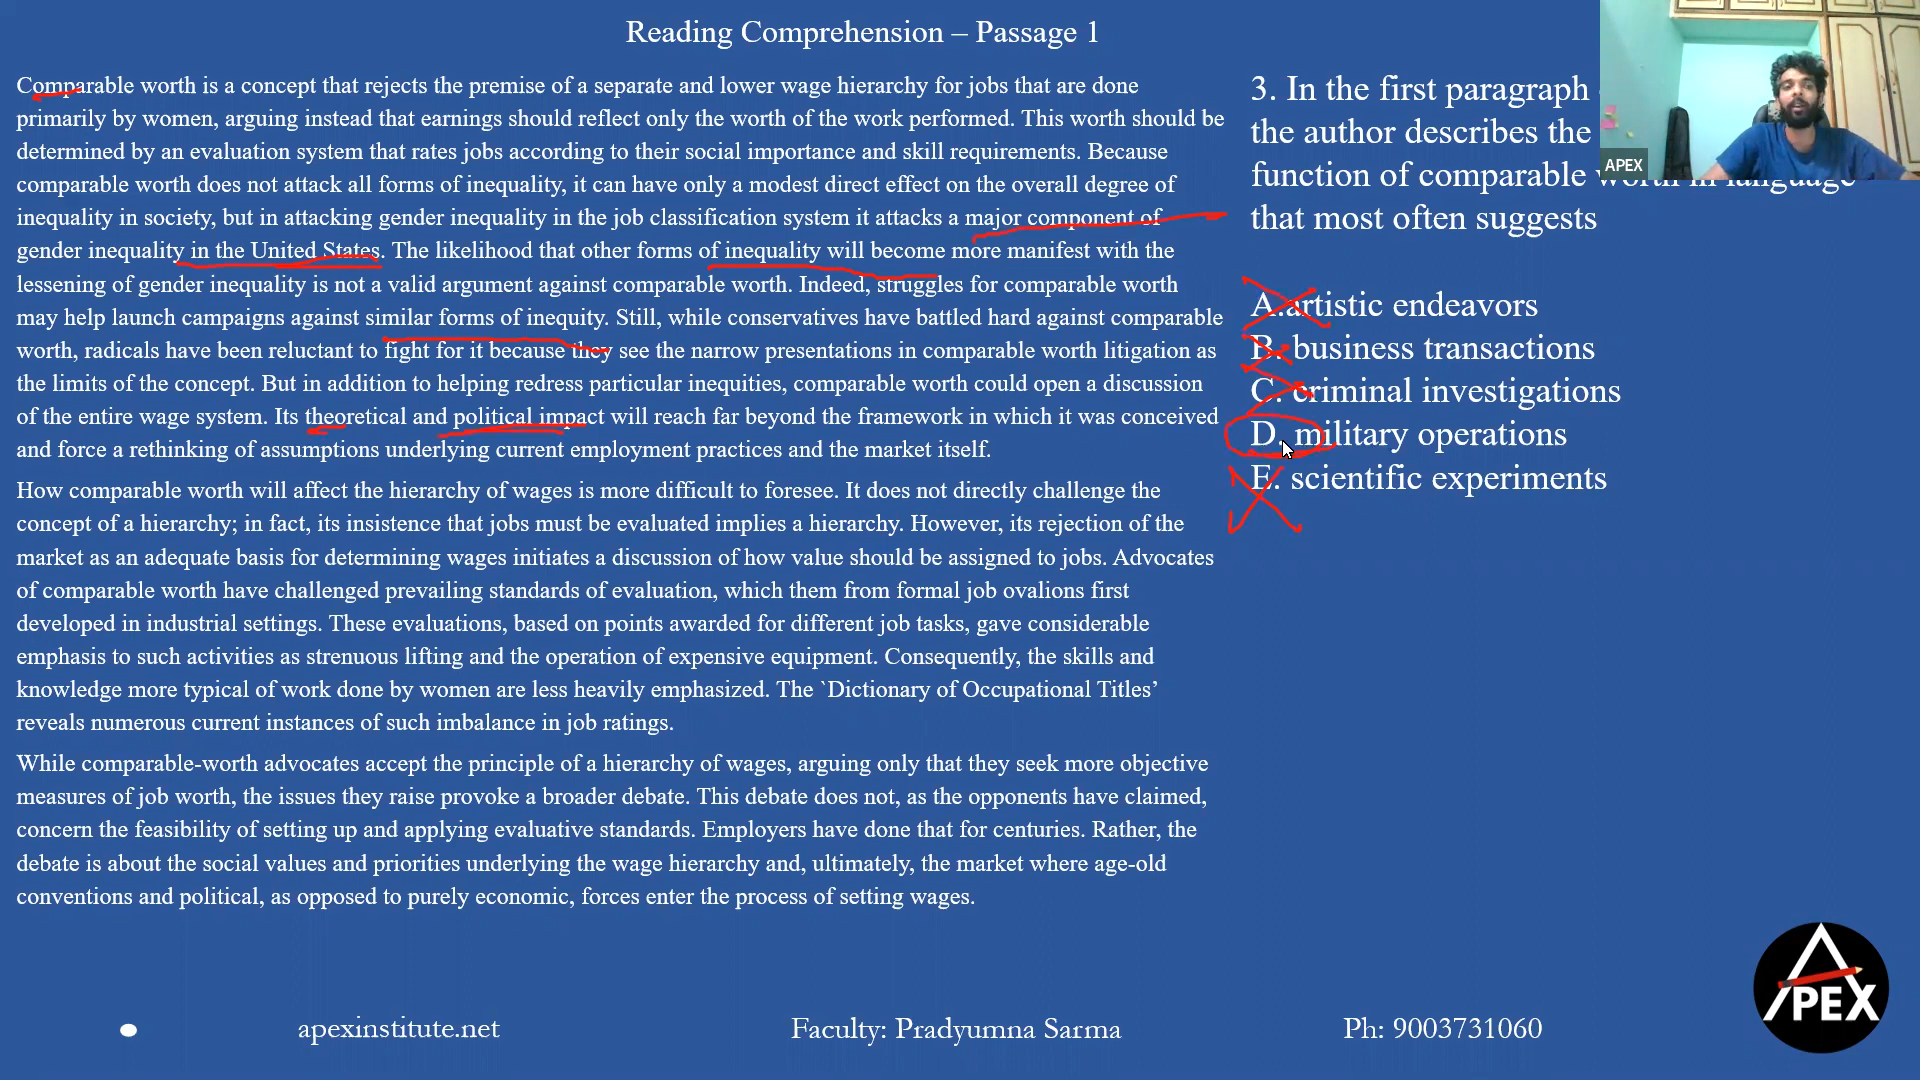 Reading Comprehension – Passage 1
Comparable worth is a concept that rejects the premise of a separate and lower wage hierarchy for jobs that are done
primarily by women, arguing instead that earnings should reflect only the worth of the work performed. This worth should be
determined by an evaluation system that rates jobs according to their social importance and skill requirements. Because
comparable worth does not attack all forms of inequality, it can have only a modest direct effect on the overall degree of
inequality in society, but in attacking gender inequality in the job classification system it attacks a major component of
gender inequality in the United States. The likelihood that other forms of inequality will become more manifest with the
lessening of gender inequality is not a valid argument against comparable worth. Indeed, struggles for comparable worth
may help launch campaigns against similar forms of inequity. Still, while conservatives have battled hard against comparable
worth, radicals have been reluctant to fight for it because they see the narrow presentations in comparable worth litigation as
the limits of the concept. But in addition to helping redress particular inequities, comparable worth could open a discussion
of the entire wage system. Its theoretical and political impact will reach far beyond the framework in which it was conceived
and force a rethinking of assumptions underlying current employment practices and the market itself.
How comparable worth will affect the hierarchy of wages is more difficult to foresee. It does not directly challenge the
concept of a hierarchy; in fact, its insistence that jobs must be evaluated implies a hierarchy. However, its rejection of the
market as an adequate basis for determining wages initiates a discussion of how value should be assigned to jobs. Advocates
of comparable worth have challenged prevailing standards of evaluation, which them from formal job ovalions first
developed in industrial settings. These evaluations, based on points awarded for different job tasks, gave considerable
emphasis to such activities as strenuous lifting and the operation of expensive equipment. Consequently, the skills and
knowledge more typical of work done by women are less heavily emphasized. The `Dictionary of Occupational Titles’
reveals numerous current instances of such imbalance in job ratings.
While comparable-worth advocates accept the principle of a hierarchy of wages, arguing only that they seek more objective
measures of job worth, the issues they raise provoke a broader debate. This debate does not, as the opponents have claimed,
concern the feasibility of setting up and applying evaluative standards. Employers have done that for centuries. Rather, the
debate is about the social values and priorities underlying the wage hierarchy and, ultimately, the market where age-old
conventions and political, as opposed to purely economic, forces enter the process of setting wages.
3. In the first paragraph
the author describes the
function of comparable worth in language
that most often suggests
A.artistic endeavors
B. business transactions
C. criminal investigations
D. military operations
E. scientific experiments
APEX
apexinstitute.net
Faculty: Pradyumna Sarma
Ph: 9003731060
APEX